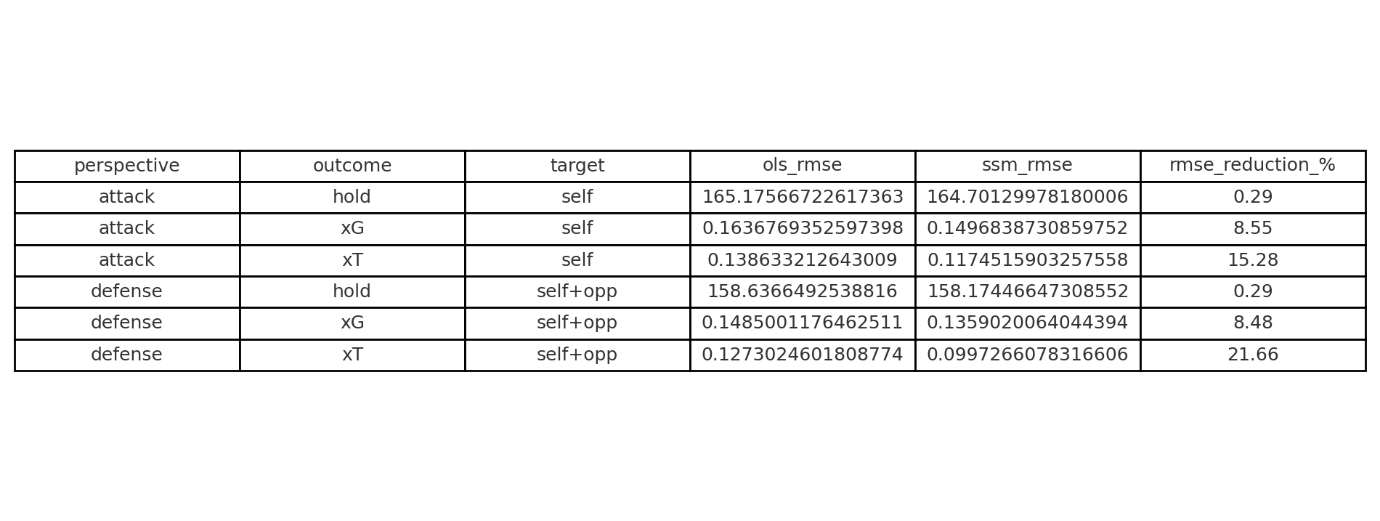 perspective outcome target ols_rmse ssm_rmse rmse_reduction_%
attack hold self 165.17566722617363 164.70129978180006 0.29
attack xG self 0.1636769352597398 0.1496838730859752 8.55
attack xT self 0.138633212643009 0.1174515903257558 15.28
defense hold self+opp 158.6366492538816 158.17446647308552 0.29
defense xG self+opp 0.1485001176462511 0.1359020064044394 8.48
defense xT self+opp 0.1273024601808774 0.0997266078316606 21.66